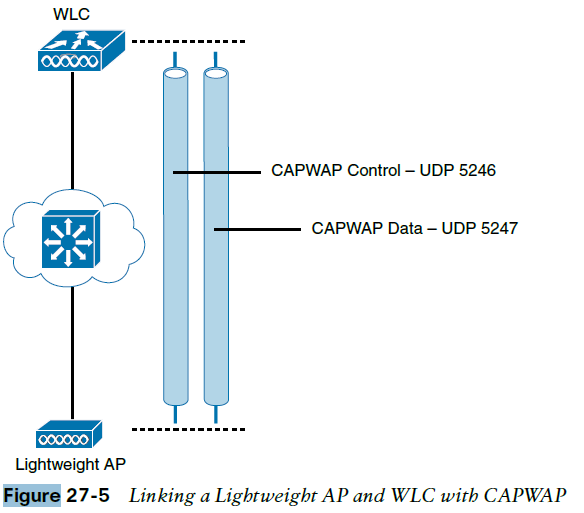 WLC
CAPWAP Control – UDP 5246
CAPWAP Data – UDP 5247
Lightweight AP
Figure 27-5 Linking a Lightweight AP and WLC with CAPWAP